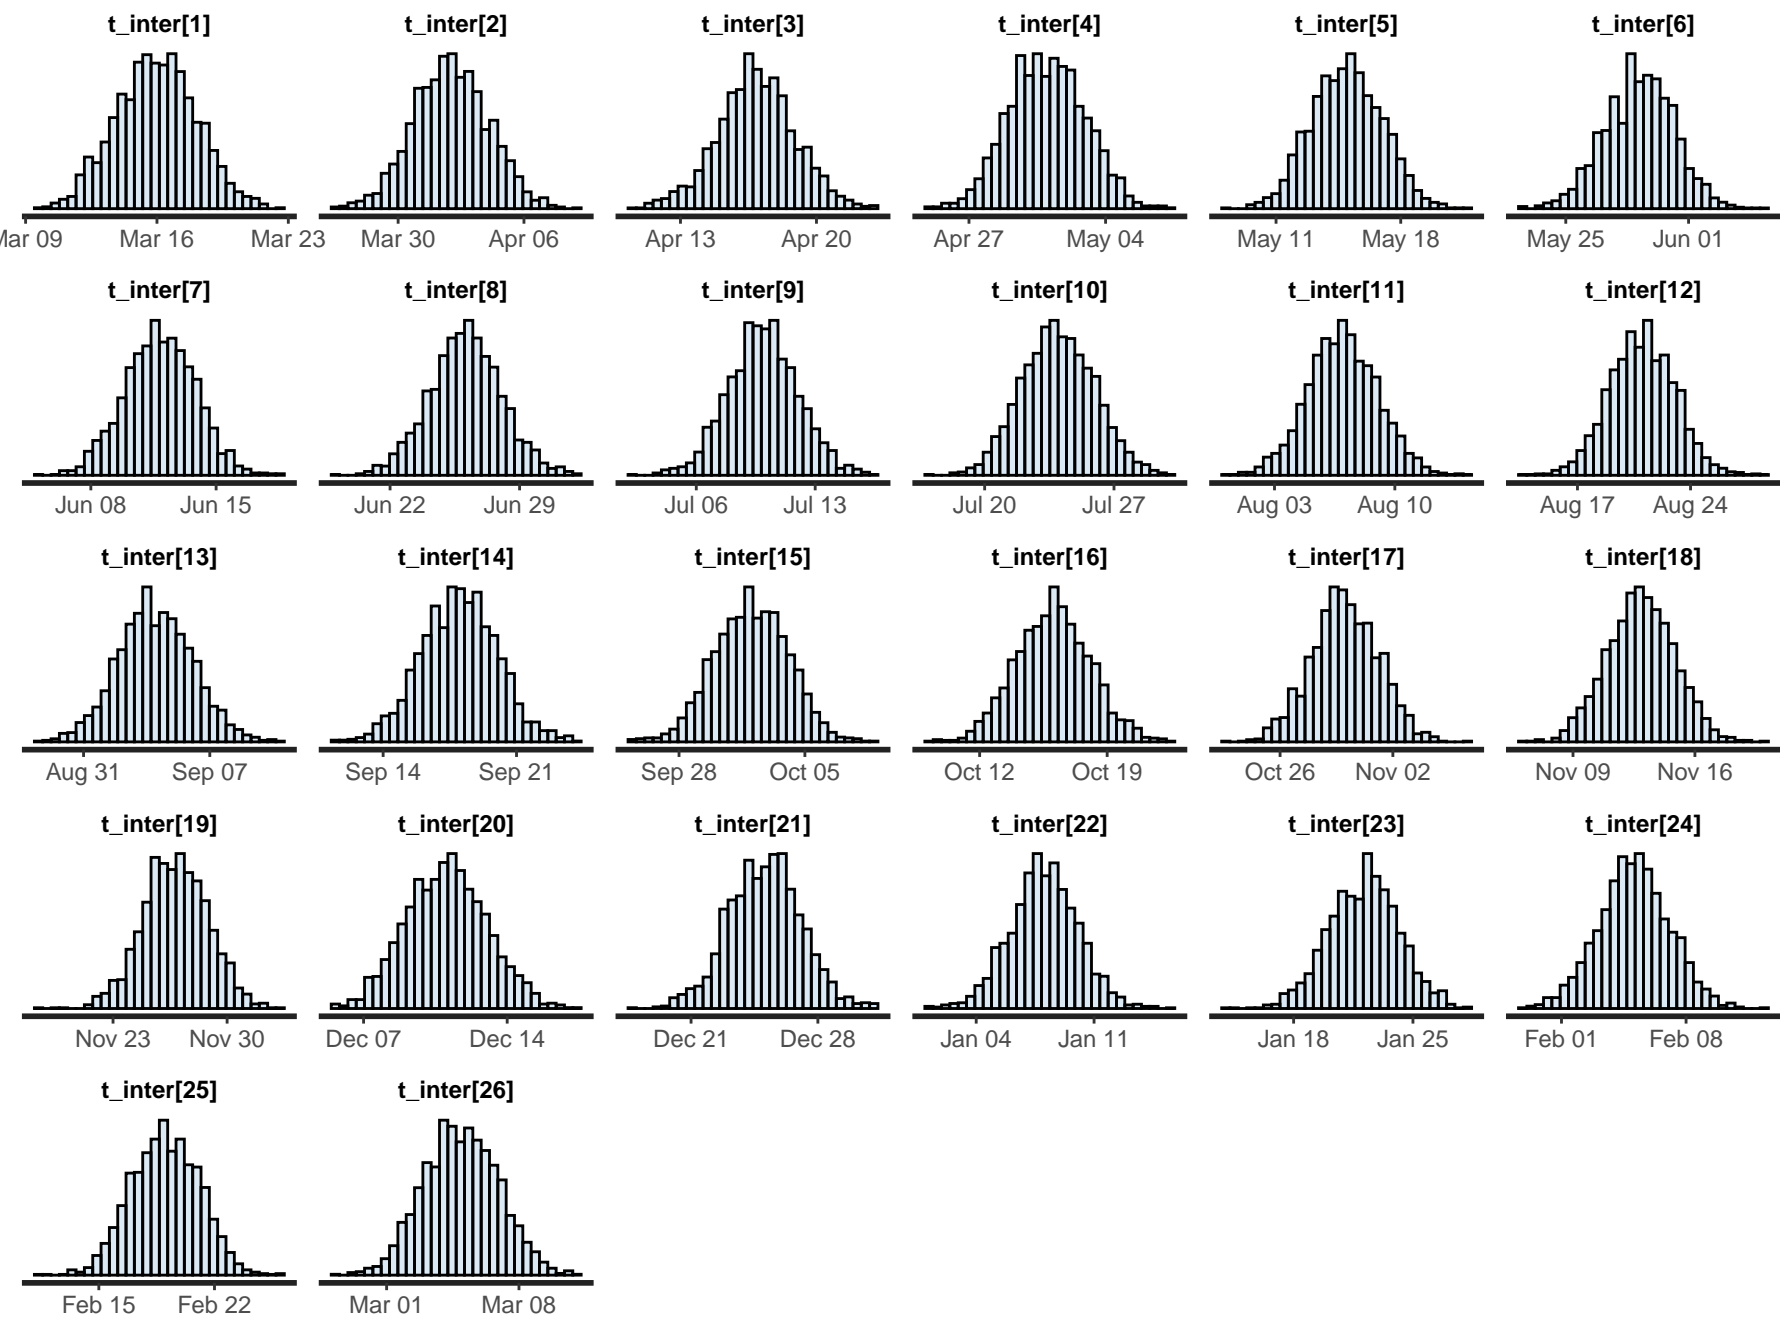 t_inter[1] t_inter[2] t_inter[3] t_inter[4] t_inter[5] t_inter[6]
Mar 09 Mar 16 Mar 23 Mar 30 Apr 06 Apr 13 Apr 20 Apr 27 May 04 May 11 May 18 May 25 Jun 01
t_inter[7] t_inter[8] t_inter[9] t_inter[10] t_inter[11] t_inter[12]
Jun 08 Jun 15 Jun 22 Jun 29 Jul 06 Jul 13 Jul 20 Jul 27 Aug 03 Aug 10 Aug 17 Aug 24
t_inter[13] t_inter[14] t_inter[15] t_inter[16] t_inter[17] t_inter[18]
Aug 31 Sep 07 Sep 14 Sep 21 Sep 28 Oct 05 Oct 12 Oct 19 Oct 26 Nov 02 Nov 09 Nov 16
t_inter[19] t_inter[20] t_inter[21] t_inter[22] t_inter[23] t_inter[24]
Nov 23 Nov 30 Dec 07 Dec 14 Dec 21 Dec 28 Jan 04 Jan 11 Jan 18 Jan 25 Feb 01 Feb 08
t_inter[25] t_inter[26]
Feb 15 Feb 22 Mar 01 Mar 08